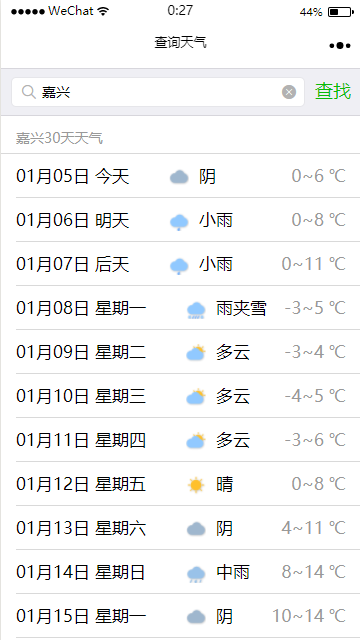 WeChat 0:27 44%
查询天气
嘉兴 查找
嘉兴30天天气
01月05日 今天 阴 0~6 ℃
01月06日 明天 小雨 0~8 ℃
01月07日 后天 小雨 0~11 ℃
01月08日 星期一 雨夹雪 -3~5 ℃
01月09日 星期二 多云 -3~4 ℃
01月10日 星期三 多云 -4~5 ℃
01月11日 星期四 多云 -3~6 ℃
01月12日 星期五 晴 0~8 ℃
01月13日 星期六 阴 4~11 ℃
01月14日 星期日 中雨 8~14 ℃
01月15日 星期一 阴 10~14 ℃